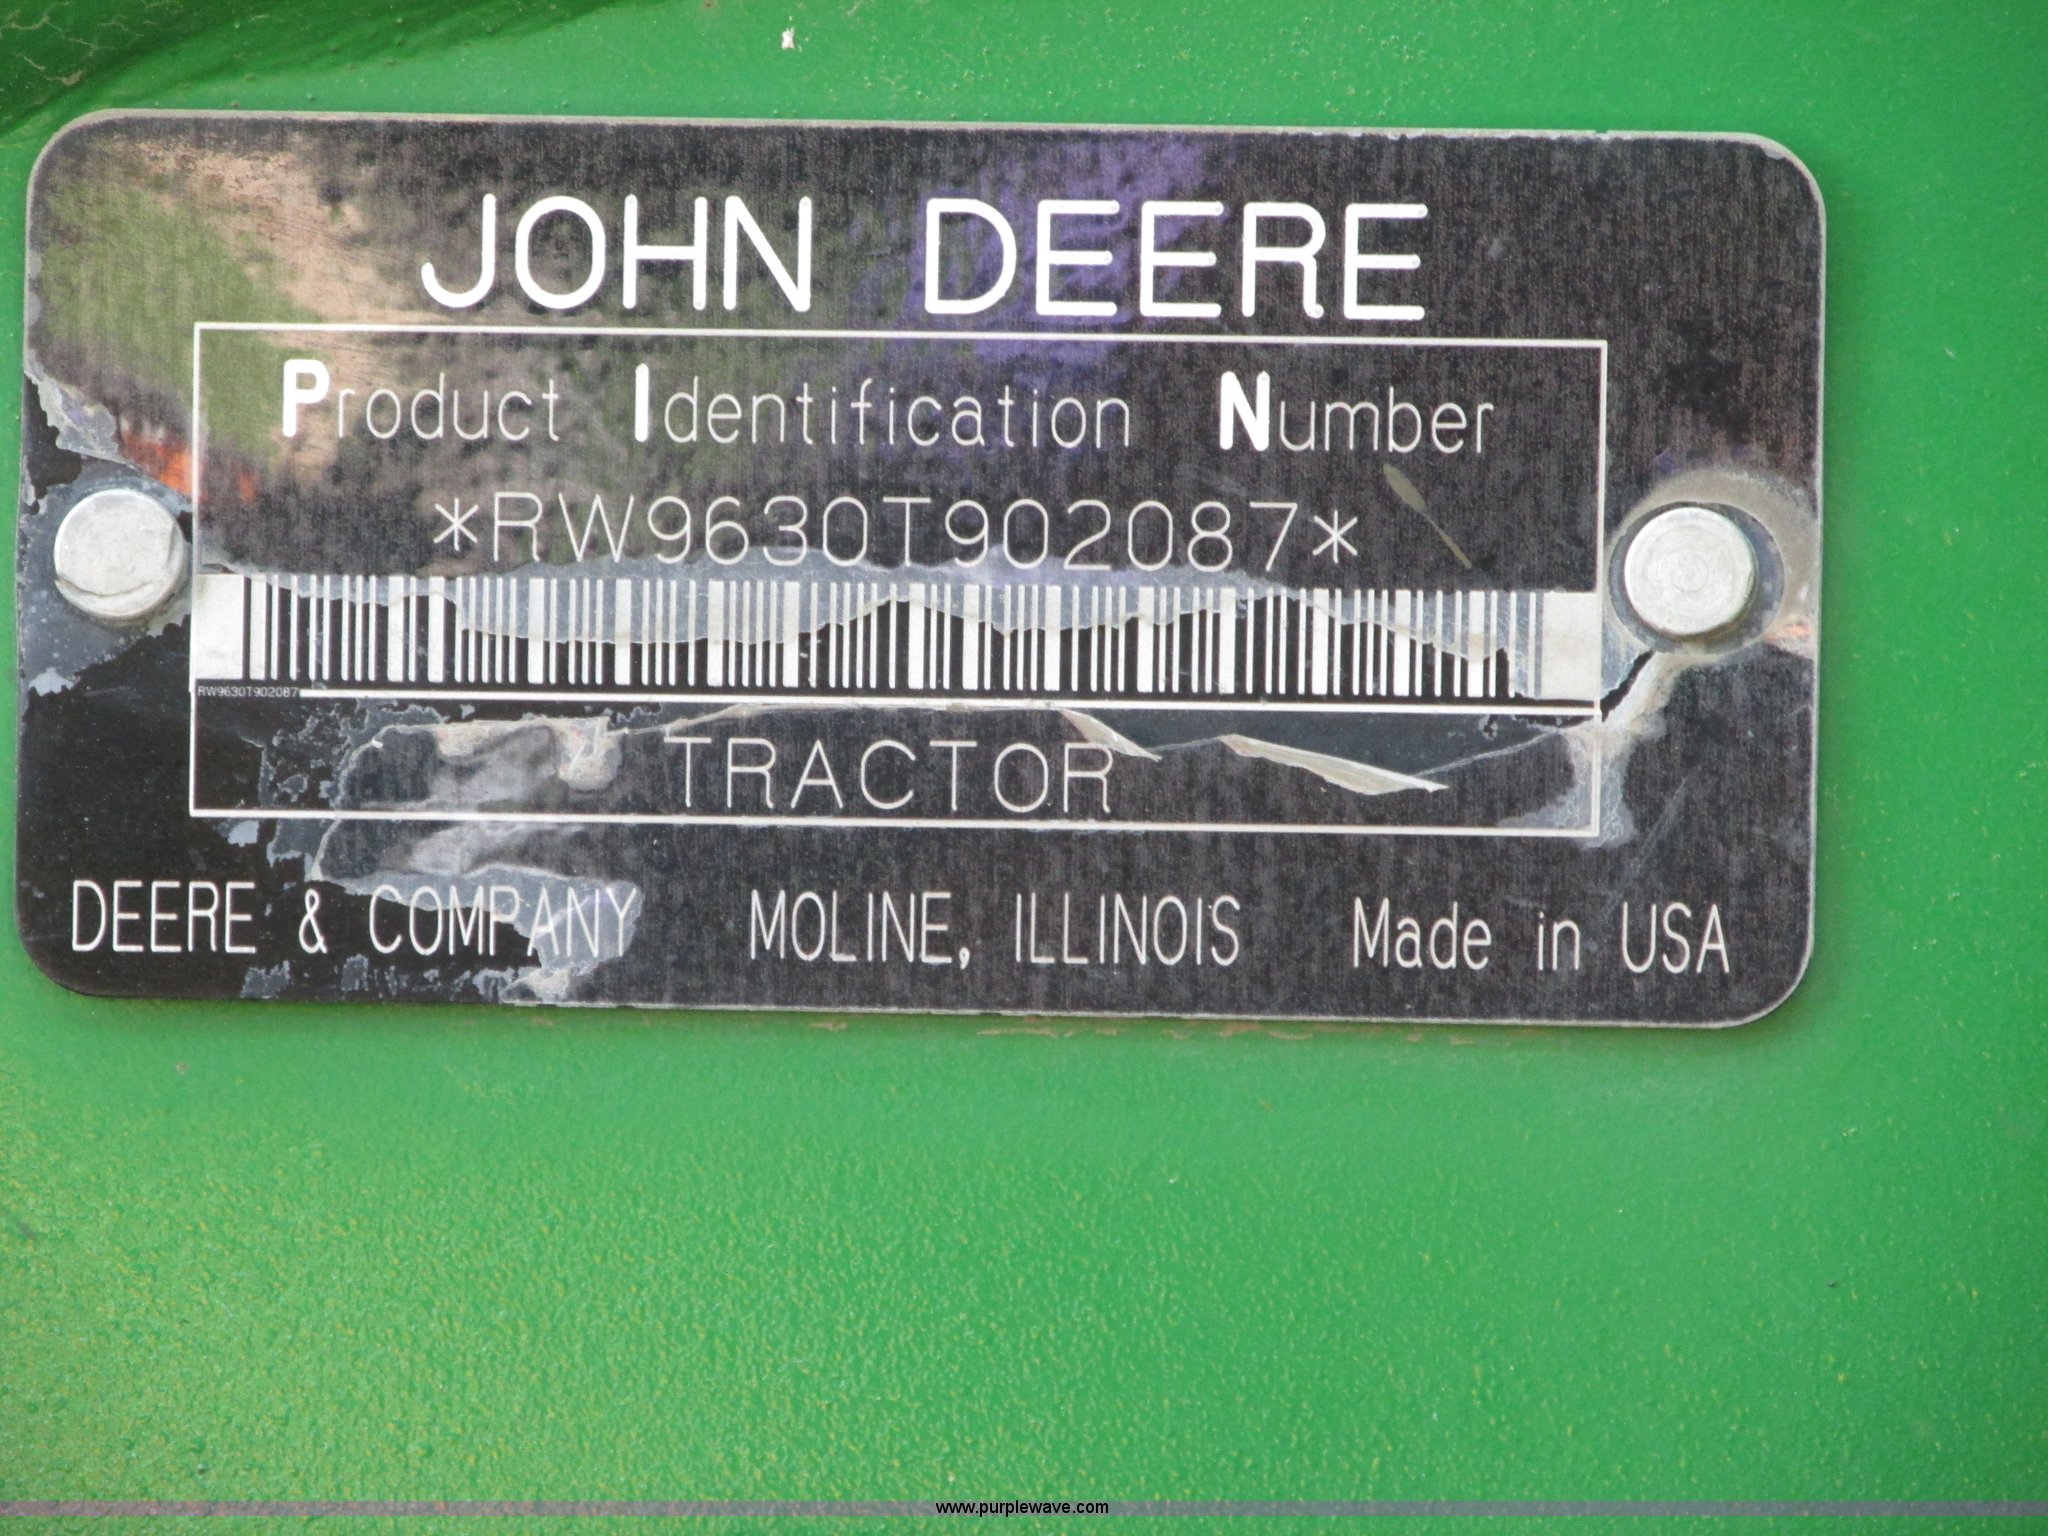 JOHN DEERE
Product Identification Number
*RW9630T902087*
RW9630T902087
TRACTOR
DEERE & COMPANY MOLINE, ILLINOIS Made in USA
www.purplewave.com